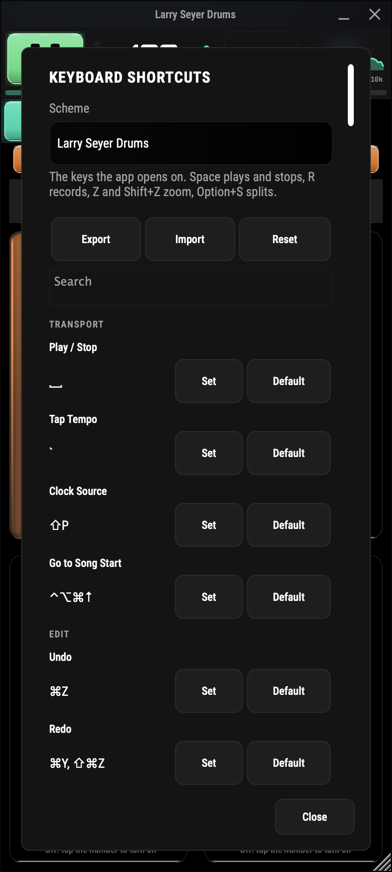 Larry Seyer Drums
10k
KEYBOARD SHORTCUTS
Scheme
Larry Seyer Drums
The keys the app opens on. Space plays and stops, R
records, Z and Shift+Z zoom, Option+S splits.
Export Import Reset
Search
TRANSPORT
Play / Stop
⎵ Set Default
Tap Tempo
` Set Default
Clock Source
⇧P Set Default
Go to Song Start
^⌥⌘↑ Set Default
EDIT
Undo
⌘Z Set Default
Redo
⌘Y, ⇧⌘Z Set Default
Close